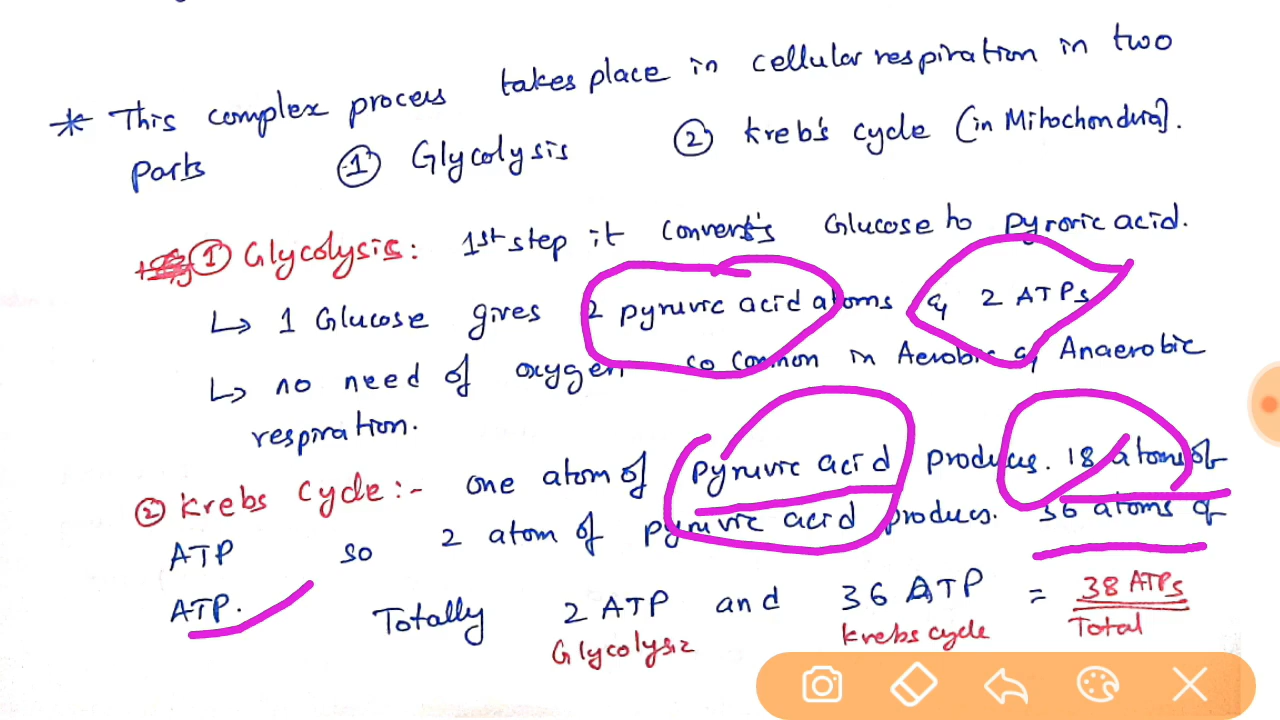 * This complex process takes place in cellular respiration in two
parts ① Glycolysis ② Kreb's cycle (in Mitochondria).
① Glycolysis: 1st step it convert's Glucose to pyroric acid.
↳ 1 Glucose gives 2 pyruvic acid atoms & 2 ATPs
↳ no need of oxygen so common in Aerobic & Anaerobic
respiration.
② Krebs Cycle:- one atom of pyruvic acid produces. 18 atoms of
ATP so 2 atom of pyruvic acid produces. 36 atoms of
ATP.
Totally 2 ATP and 36 ATP = 38 ATPs
Glycolysis Krebs cycle Total